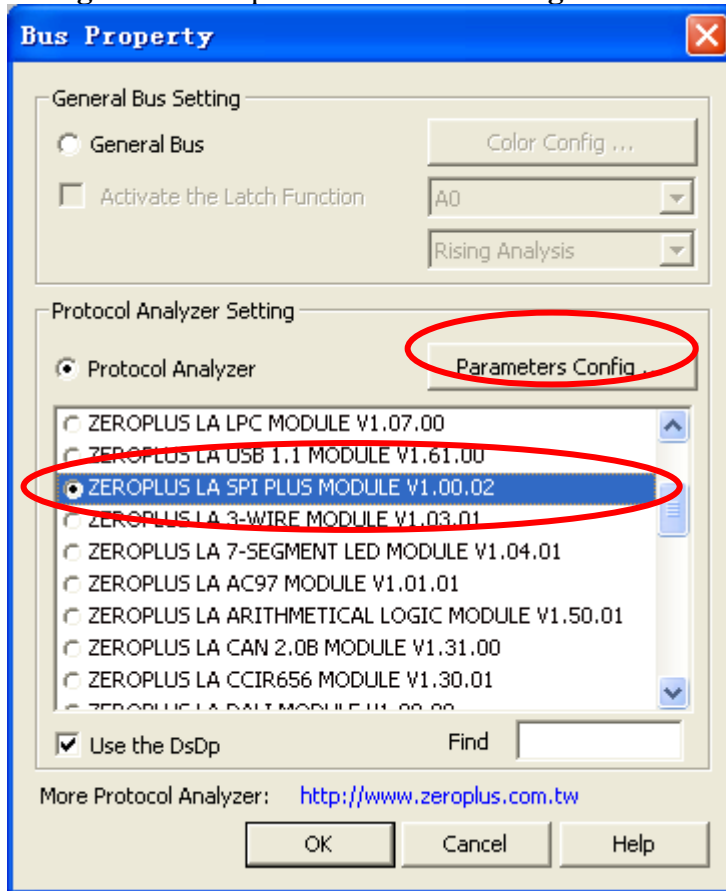 Bus Property
General Bus Setting
General Bus
Color Config ...
Activate the Latch Function
A0
Rising Analysis
Protocol Analyzer Setting
Protocol Analyzer
Parameters Config ...
ZEROPLUS LA LPC MODULE V1.07.00
ZEROPLUS LA USB 1.1 MODULE V1.61.00
ZEROPLUS LA SPI PLUS MODULE V1.00.02
ZEROPLUS LA 3-WIRE MODULE V1.03.01
ZEROPLUS LA 7-SEGMENT LED MODULE V1.04.01
ZEROPLUS LA AC97 MODULE V1.01.01
ZEROPLUS LA ARITHMETICAL LOGIC MODULE V1.50.01
ZEROPLUS LA CAN 2.0B MODULE V1.31.00
ZEROPLUS LA CCIR656 MODULE V1.30.01
ZEROPLUS LA DALI MODULE
Use the DsDp
Find
More Protocol Analyzer: http://www.zeroplus.com.tw
OK
Cancel
Help